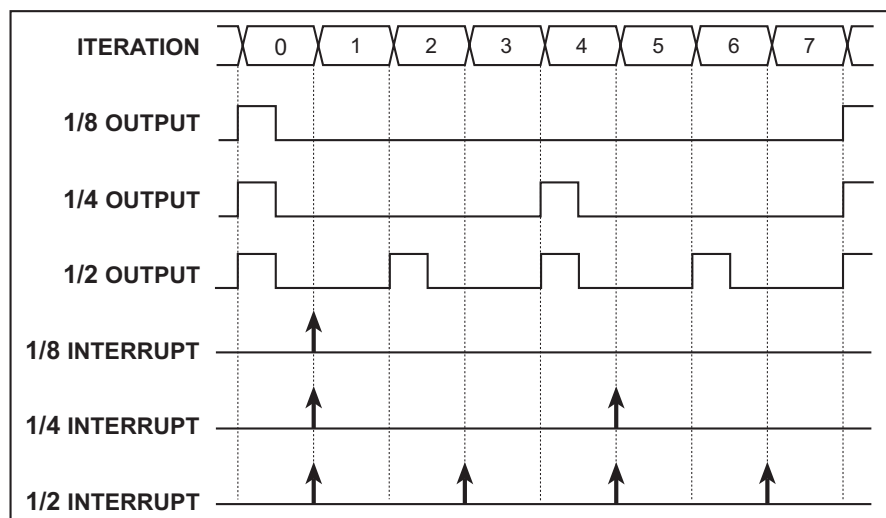 ITERATION 0 1 2 3 4 5 6 7
1/8 OUTPUT
1/4 OUTPUT
1/2 OUTPUT
1/8 INTERRUPT
1/4 INTERRUPT
1/2 INTERRUPT